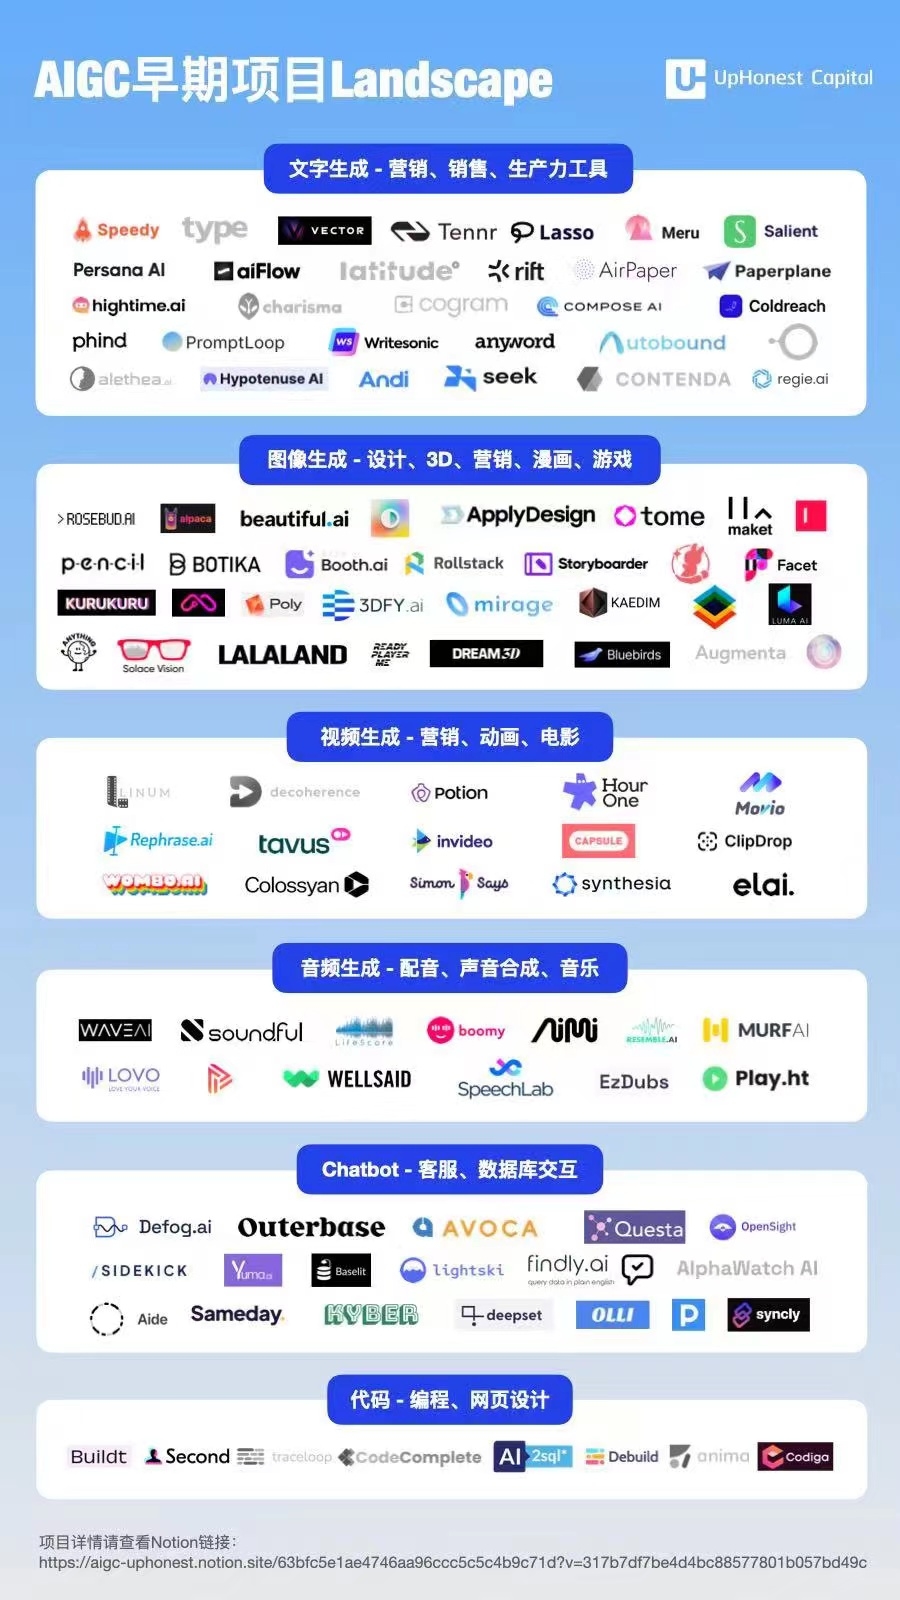 AIGC早期项目Landscape
UpHonest Capital
文字生成 - 营销、销售、生产力工具
Speedy type VECTOR Tennr Lasso Meru Salient
Persana AI aiFlow latitude° rift AirPaper Paperplane
hightime.ai charisma cogram COMPOSE AI Coldreach
phind PromptLoop WS Writesonic anyword Autobound
alethea.ai Hypotenuse AI Andi seek CONTENDA regie.ai
图像生成 - 设计、3D、营销、漫画、游戏
>ROSEBUD.AI alpaca beautiful.ai ApplyDesign tome maket
p·e·n·c·i·l BOTIKA Booth.ai Rollstack Storyboarder Facet
KURUKURU Poly 3DFY.ai mirage KAEDIM LUMA AI
ANYTHING Solace Vision LALALAND READY PLAYER ME DREAM3D Bluebirds Augmenta
视频生成 - 营销、动画、电影
LINUM decoherence Potion Hour One Movio
Rephrase.ai tavus invideo CAPSULE ClipDrop
WOMBO.AI Colossyan Simon Says synthesia elai.
音频生成 - 配音、声音合成、音乐
WAVEAI soundful LifeScore boomy AiMi RESEMBLE.AI MURFAI
LOVO LOVE YOUR VOICE WELLSAID SpeechLab EzDubs Play.ht
Chatbot - 客服、数据库交互
Defog.ai Outerbase AVOCA Questa OpenSight
/SIDEKICK Yuma.ai Baselit lightski findly.ai query data in plain english AlphaWatch AI
Aide Sameday. KYBER deepset OLLI P syncly
代码 - 编程、网页设计
Buildt Second traceloop CodeComplete AI2sql* Debuild anima Codiga
项目详情请查看Notion链接：
https://aigc-uphonest.notion.site/63bfc5e1ae4746aa96ccc5c5c4b9c71d?v=317b7df7be4d4bc88577801b057bd49c